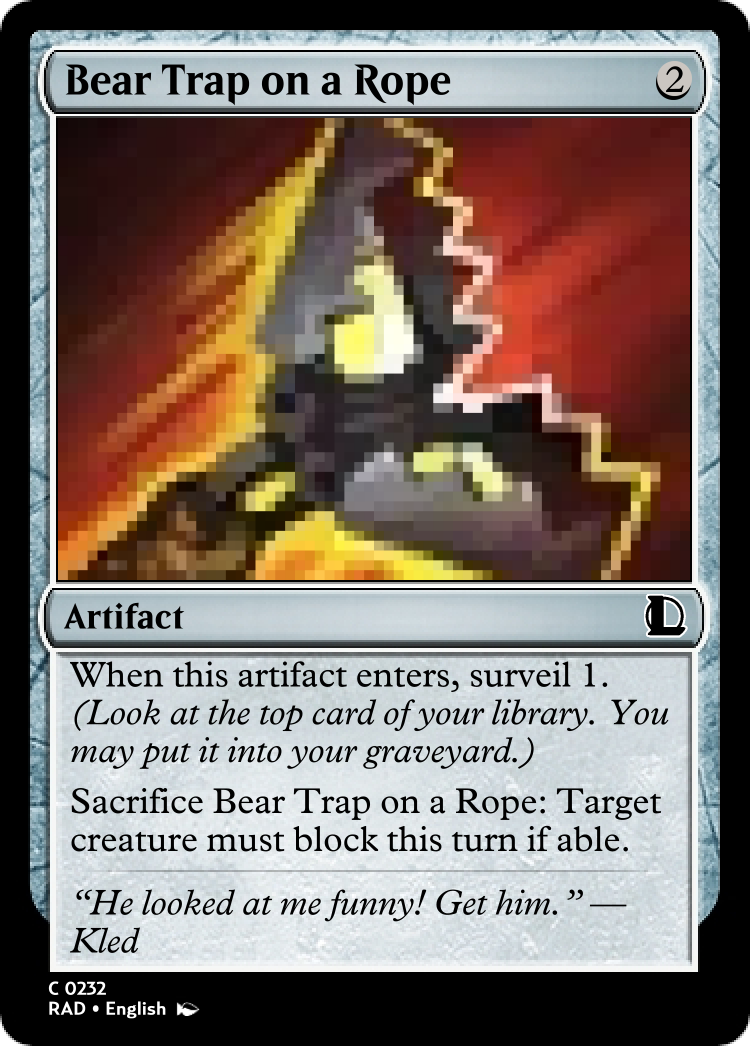 Bear Trap on a Rope
2
Artifact
When this artifact enters, surveil 1.
(Look at the top card of your library. You
may put it into your graveyard.)
Sacrifice Bear Trap on a Rope: Target
creature must block this turn if able.
“He looked at me funny! Get him.” —
Kled
C 0232
RAD • English